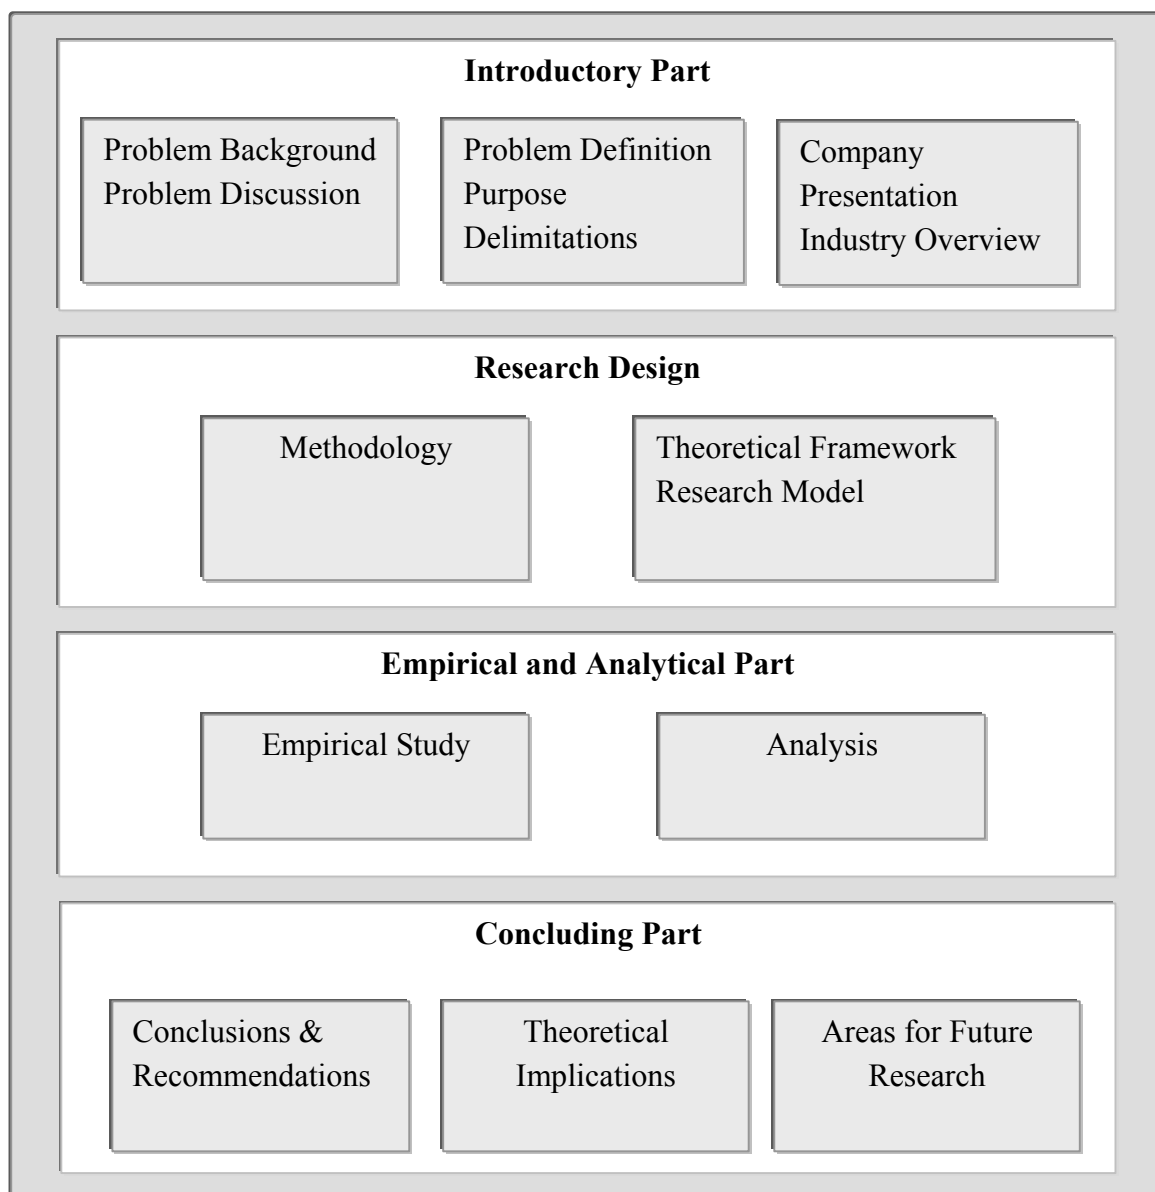 Introductory Part
Problem Background
Problem Discussion
Problem Definition
Purpose
Delimitations
Company
Presentation
Industry Overview
Research Design
Methodology
Theoretical Framework
Research Model
Empirical and Analytical Part
Empirical Study
Analysis
Concluding Part
Conclusions &
Recommendations
Theoretical
Implications
Areas for Future
Research